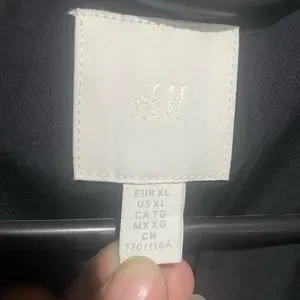 H&M
EUR XL
US XL
CA TG
MX XG
CN
170/116A